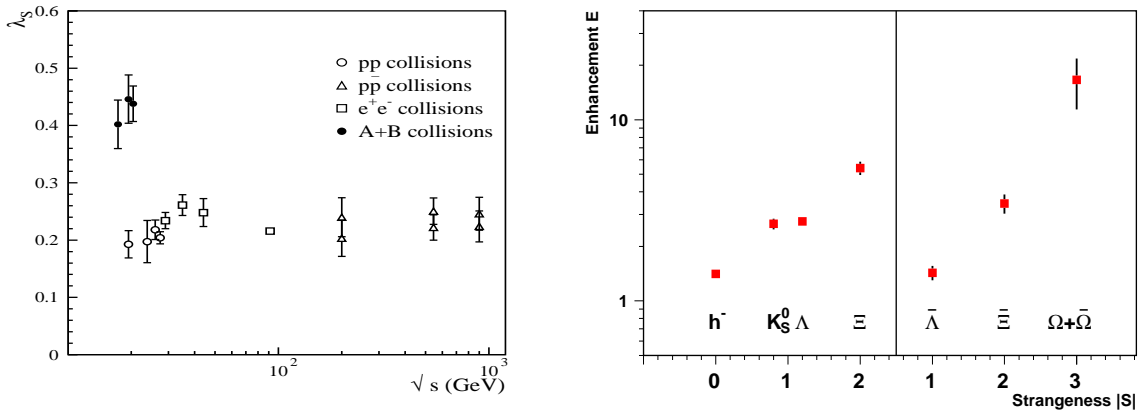 λS
0.6
0.5
0.4
0.3
0.2
0.1
0
10²
10³
√ s (GeV)
pp collisions
pp̄ collisions
e⁺e⁻ collisions
A+B collisions
Enhancement E
10
1
h⁻ K⁰S Λ Ξ Λ̄ Ξ̄ Ω+Ω̄
0 1 2 1 2 3
Strangeness |S|